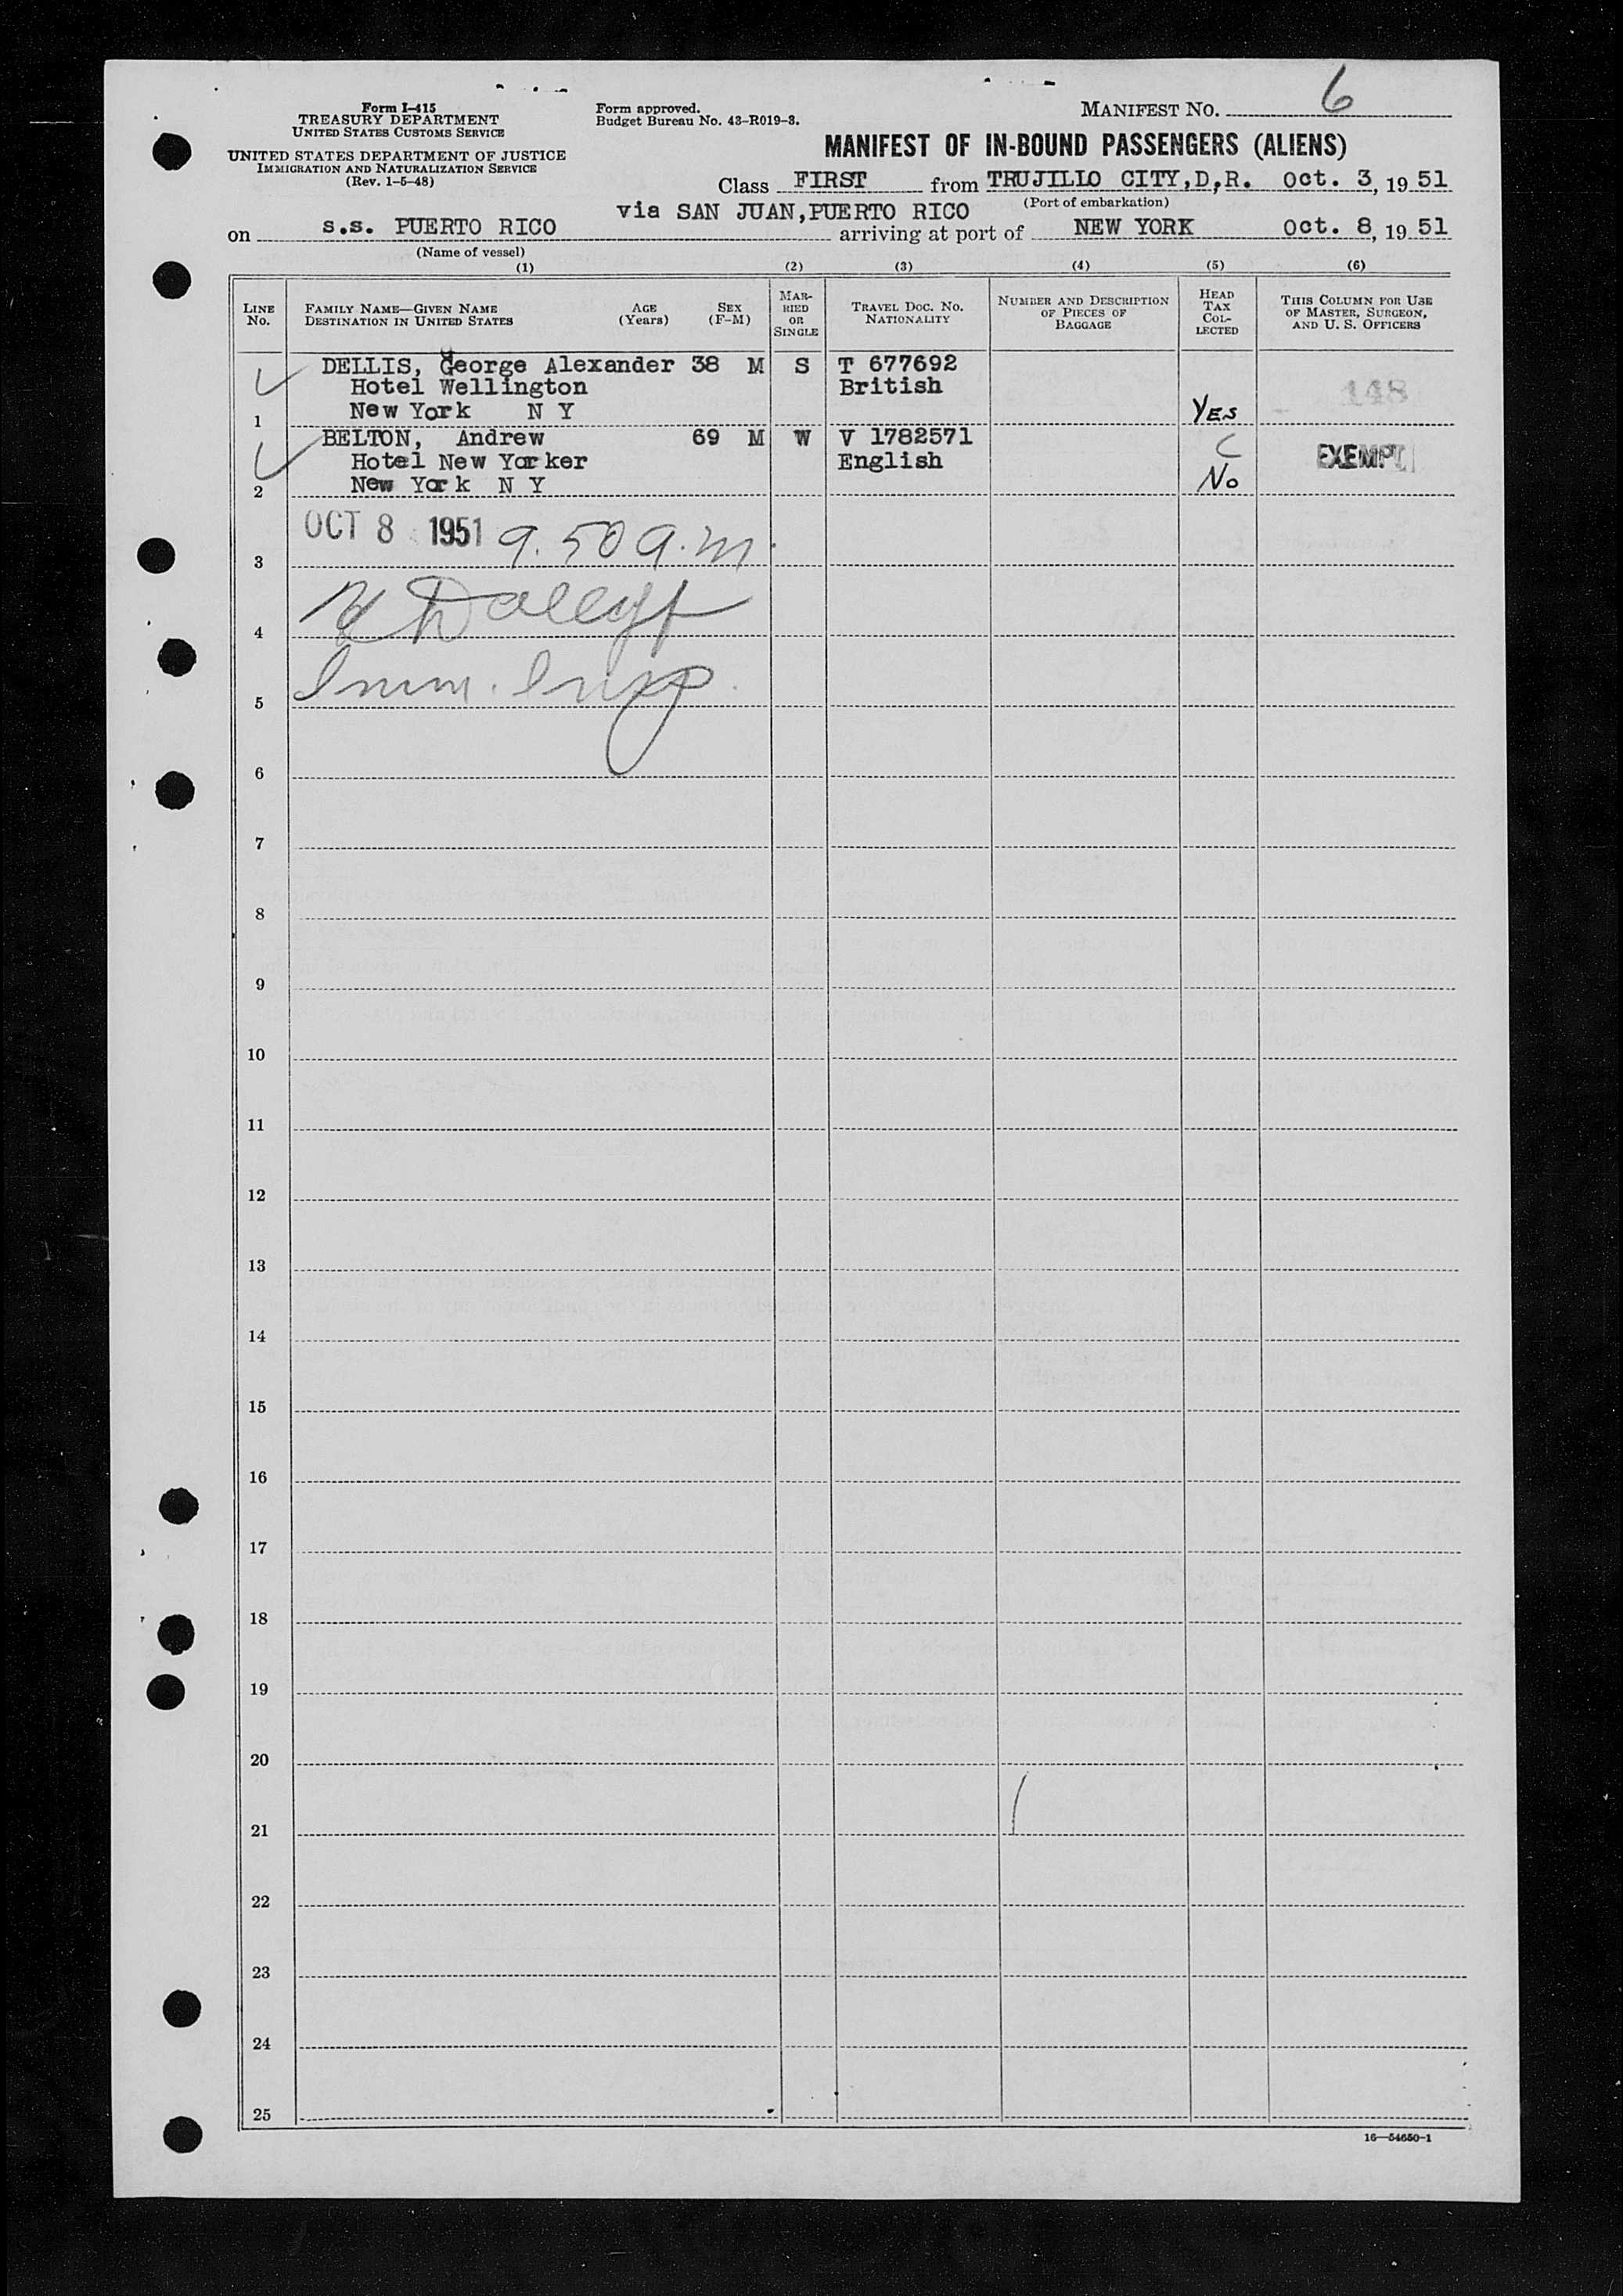 Form I-415
TREASURY DEPARTMENT
UNITED STATES CUSTOMS SERVICE
UNITED STATES DEPARTMENT OF JUSTICE
IMMIGRATION AND NATURALIZATION SERVICE
(Rev. 1-5-48)
Form approved.
Budget Bureau No. 43-R019-3.
MANIFEST NO. 6
MANIFEST OF IN-BOUND PASSENGERS (ALIENS)
Class FIRST from TRUJILLO CITY,D,R. Oct. 3, 1951
(Port of embarkation)
via SAN JUAN,PUERTO RICO
on s.s. PUERTO RICO arriving at port of NEW YORK Oct. 8, 1951
(Name of vessel)
(1) (2) (3) (4) (5) (6)
LINE No.
FAMILY NAME—GIVEN NAME DESTINATION IN UNITED STATES
AGE (Years)
SEX (F-M)
MARRIED OR SINGLE
TRAVEL DOC. NO. NATIONALITY
NUMBER AND DESCRIPTION OF PIECES OF BAGGAGE
HEAD TAX COLLECTED
THIS COLUMN FOR USE OF MASTER, SURGEON, AND U. S. OFFICERS
DELLIS, George Alexander 38 M S T 677692
Hotel Wellington British 148
1 New York N Y YES
BELTON, Andrew 69 M W V 1782571 C
Hotel New Yorker English EXEMPT
2 New York N Y No
OCT 8 1951 9.50 a.m.
3
4
Imm. Insp.
5
6
7
8
9
10
11
12
13
14
15
16
17
18
19
20
21
22
23
24
25
16—54650-1